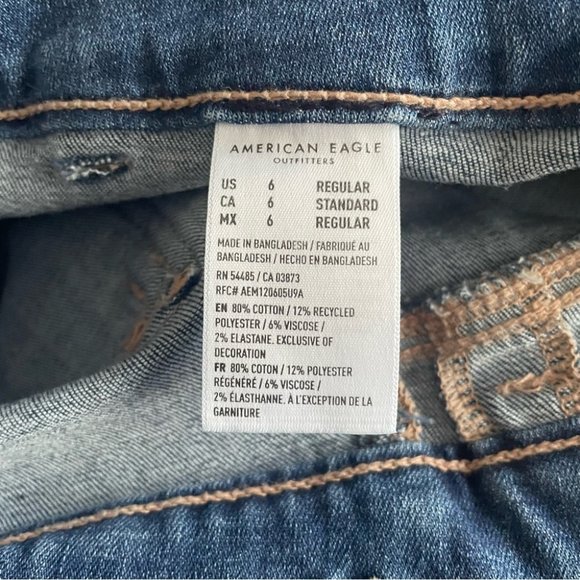 AMERICAN EAGLE
OUTFITTERS
US 6 REGULAR
CA 6 STANDARD
MX 6 REGULAR
MADE IN BANGLADESH / FABRIQUÉ AU
BANGLADESH / HECHO EN BANGLADESH
RN 54485 / CA 03873
RFC# AEM120605U9A
EN 80% COTTON / 12% RECYCLED
POLYESTER / 6% VISCOSE /
2% ELASTANE. EXCLUSIVE OF
DECORATION
FR 80% COTON / 12% POLYESTER
RÉGÉNÉRÉ / 6% VISCOSE /
2% ÉLASTHANNE. À L'EXCEPTION DE LA
GARNITURE